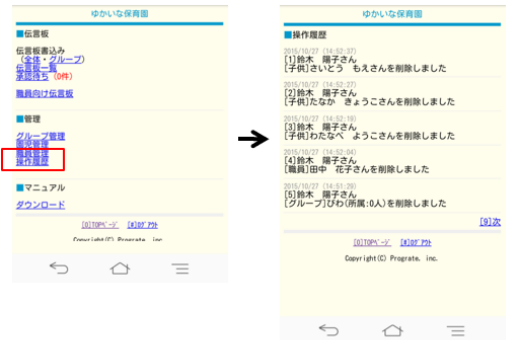 ゆかいな保育園
■伝言板
伝言板書込み
（全体・グループ）
伝言板一覧
承認待ち（0件）
職員向け伝言板
■管理
グループ管理
園児管理
職員管理
操作履歴
■マニュアル
ダウンロード
[0]TOPﾍﾟｰｼﾞ [#]ﾛｸﾞｱｳﾄ
Copyright(C) Prograte, inc.
ゆかいな保育園
■操作履歴
2015/10/27 (14:52:37)
[1]鈴木　陽子さん
[子供]さいとう　もえさんを削除しました
2015/10/27 (14:52:27)
[2]鈴木　陽子さん
[子供]たなか　きょうこさんを削除しました
2015/10/27 (14:52:19)
[3]鈴木　陽子さん
[子供]わたなべ　ようこさんを削除しました
2015/10/27 (14:52:04)
[4]鈴木　陽子さん
[職員]田中　花子さんを削除しました
2015/10/27 (14:51:28)
[5]鈴木　陽子さん
[グループ]びわ(所属:0人)を削除しました
[9]次
[0]TOPﾍﾟｰｼﾞ [#]ﾛｸﾞｱｳﾄ
Copyright(C) Prograte, inc.